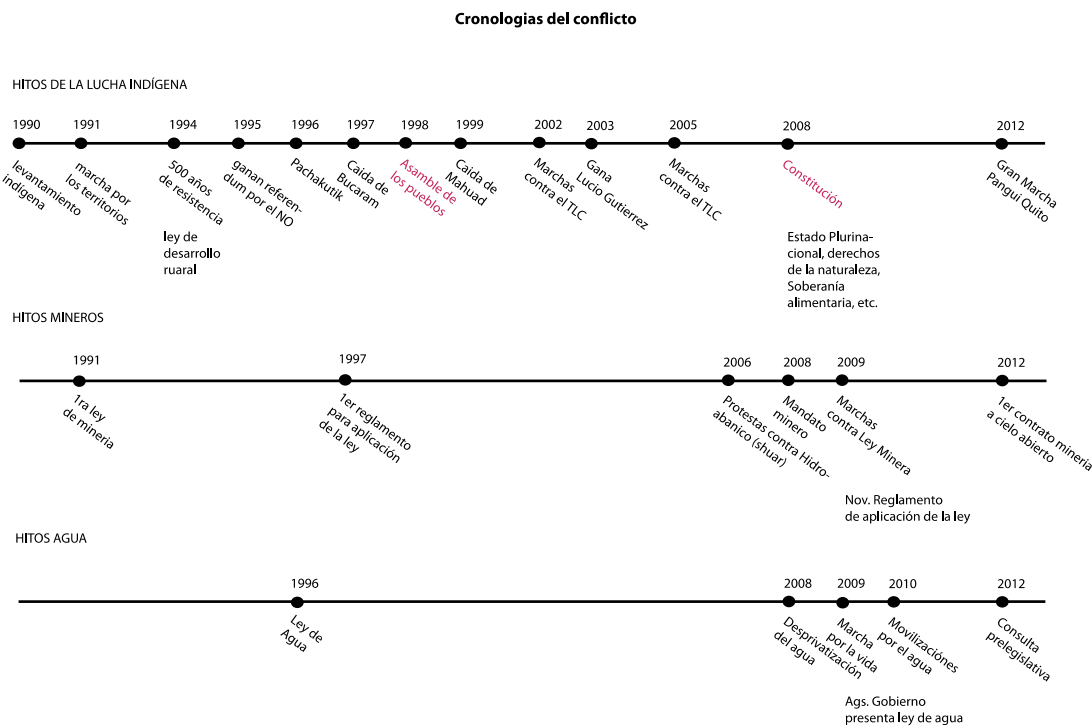 Cronologias del conflicto
HITOS DE LA LUCHA INDÍGENA
1990
1991
1994
1995
1996
1997
1998
1999
2002
2003
2005
2008
2012
levantamiento
indígena
marcha por
los territorios
500 años
de resistencia
ley de
desarrollo
ruaral
ganan referen-
dum por el NO
Pachakutik
Caida de
Bucaram
Asamble de
los pueblos
Caida de
Mahuad
Marchas
contra el TLC
Gana
Lucio Gutierrez
Marchas
contra el TLC
Constitución
Estado Plurina-
cional, derechos
de la naturaleza,
Soberanía
alimentaria, etc.
Gran Marcha
Pangui Quito
HITOS MINEROS
1991
1997
2006
2008
2009
2012
1ra ley
de mineria
1er reglamento
para aplicación
de la ley
Protestas contra Hidro-
abanico (shuar)
Mandato
minero
Marchas
contra Ley Minera
Nov. Reglamento
de aplicación de la ley
1er contrato mineria
a cielo abierto
HITOS AGUA
1996
2008
2009
2010
2012
Ley de
Agua
Desprivatización
del agua
Marcha
por la vida
Ags. Gobierno
presenta ley de agua
Movilizaciónes
por el agua
Consulta
prelegislativa